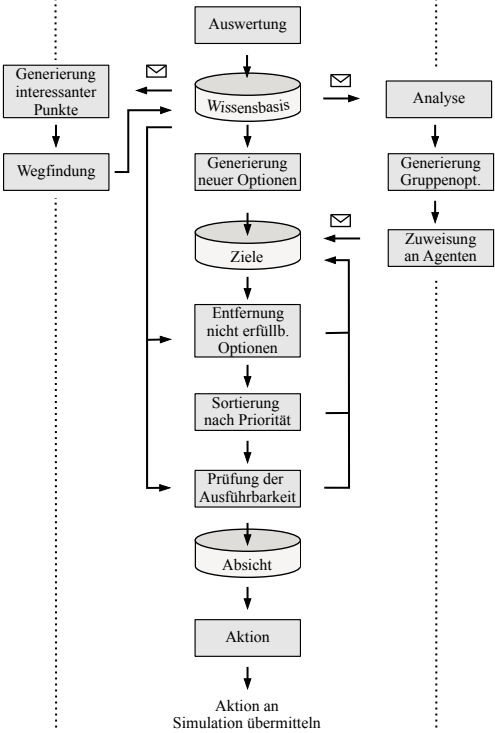 Auswertung
Generierung
interessanter
Punkte
Wissensbasis
Analyse
Wegfindung
Generierung
neuer Optionen
Generierung
Gruppenopt.
Ziele
Zuweisung
an Agenten
Entfernung
nicht erfüllb.
Optionen
Sortierung
nach Priorität
Prüfung der
Ausführbarkeit
Absicht
Aktion
Aktion an
Simulation übermitteln